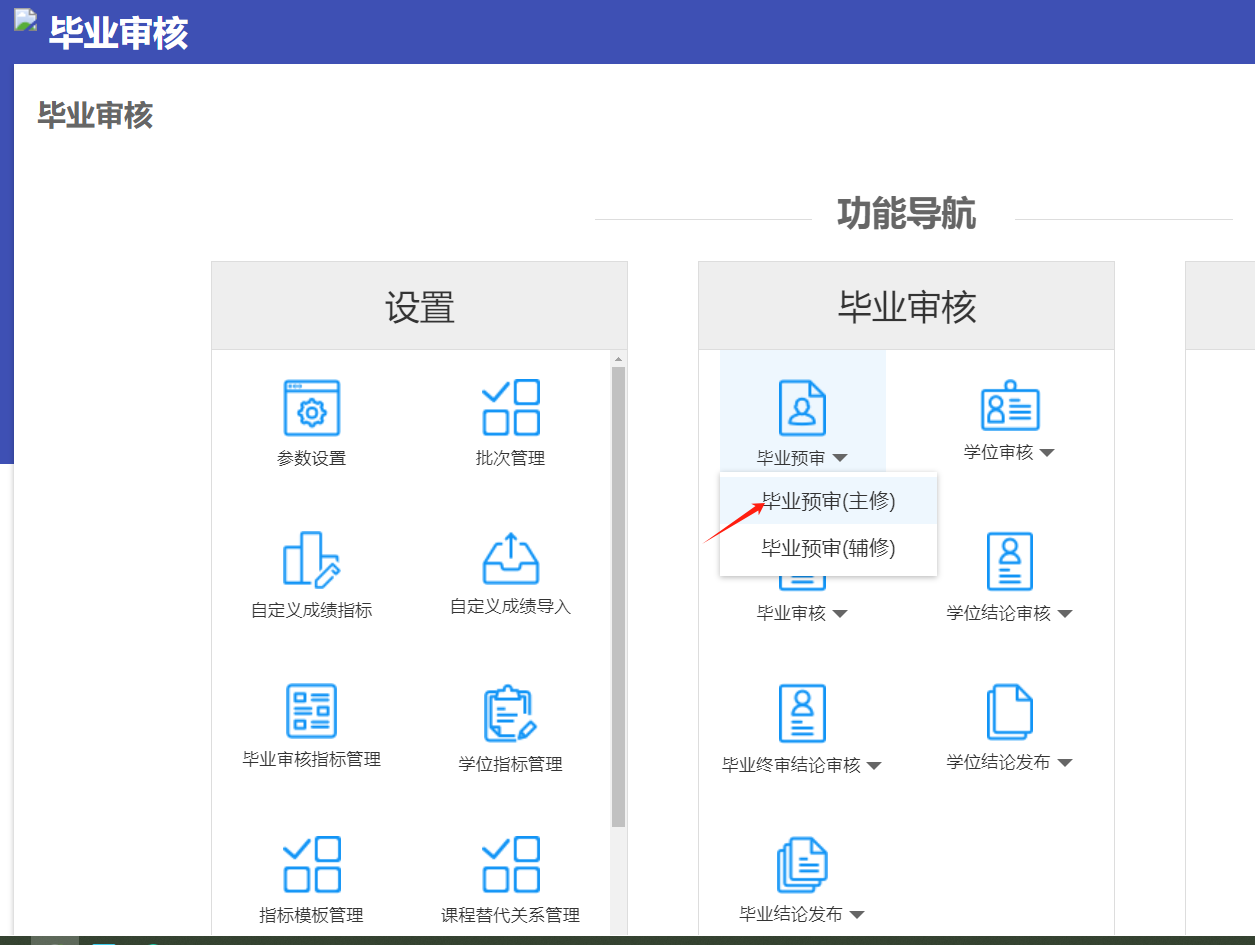 毕业审核
毕业审核
功能导航
设置
参数设置
批次管理
自定义成绩指标
自定义成绩导入
毕业审核指标管理
学位指标管理
指标模板管理
课程替代关系管理
毕业审核
毕业预审
学位审核
毕业预审(主修)
毕业预审(辅修)
毕业审核
学位结论审核
毕业终审结论审核
学位结论发布
毕业结论发布